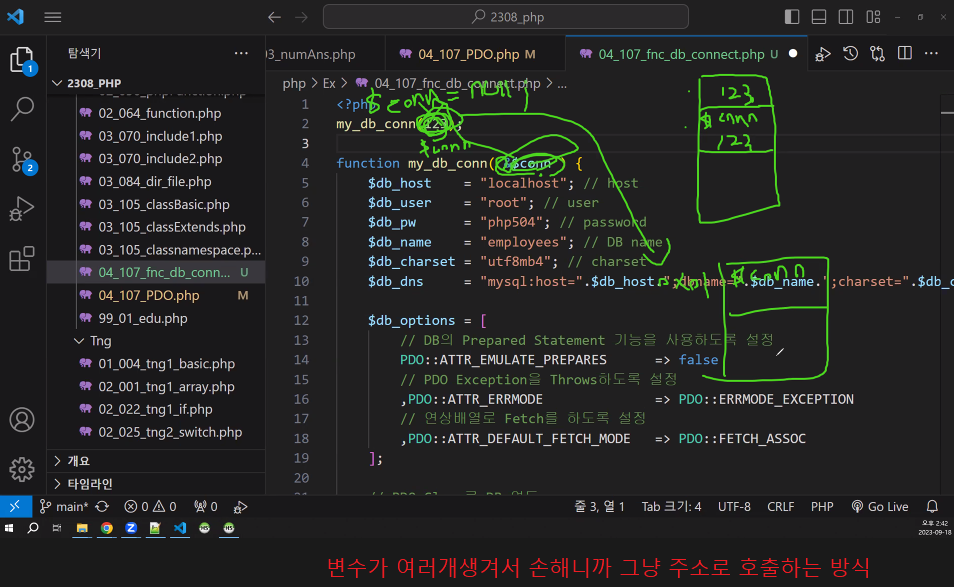 2308_php
탐색기
03_numAns.php
04_107_PDO.php M
04_107_fnc_db_connect.php U
2308_PHP
php > Ex > 04_107_fnc_db_connect.php > ...
02_064_function.php
03_070_include1.php
03_070_include2.php
03_084_dir_file.php
03_105_classBasic.php
03_105_classExtends.php
03_105_classnamespace.p...
04_107_fnc_db_conn... U
04_107_PDO.php M
99_01_edu.php
Tng
01_004_tng1_basic.php
02_001_tng1_array.php
02_022_tng1_if.php
02_025_tng2_switch.php
개요
타임라인
1 <?php
2 my_db_conn(123);
3
4 function my_db_conn( &$conn ) {
5 $db_host = "localhost"; // host
6 $db_user = "root"; // user
7 $db_pw = "php504"; // password
8 $db_name = "employees"; // DB name
9 $db_charset = "utf8mb4"; // charset
10 $db_dns = "mysql:host=".$db_host.";dbname=".$db_name.";charset=".$db_c
11
12 $db_options = [
13 // DB의 Prepared Statement 기능을 사용하도록 설정
14 PDO::ATTR_EMULATE_PREPARES => false
15 // PDO Exception을 Throws하도록 설정
16 ,PDO::ATTR_ERRMODE => PDO::ERRMODE_EXCEPTION
17 // 연상배열로 Fetch를 하도록 설정
18 ,PDO::ATTR_DEFAULT_FETCH_MODE => PDO::FETCH_ASSOC
19 ];
20
$conn = null
$conn
123
$conn
123
$conn
main* 0 0 0
줄 3, 열 1 Tab 크기: 4 UTF-8 CRLF PHP Go Live
오후 2:42
2023-09-18
변수가 여러개생겨서 손해니까 그냥 주소로 호출하는 방식